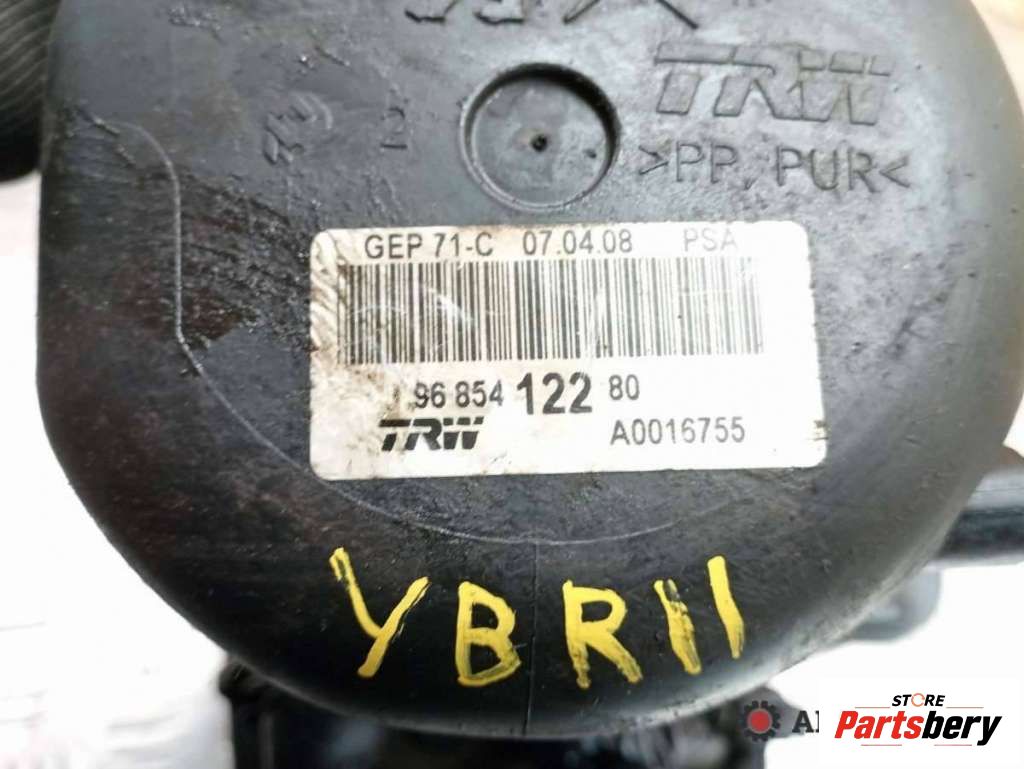 TRW
>PP, PUR<
2
GEP 71-C 07.04.08 PSA
96 854 122 80
TRW A0016755
YBR11
STORE
Partsbery